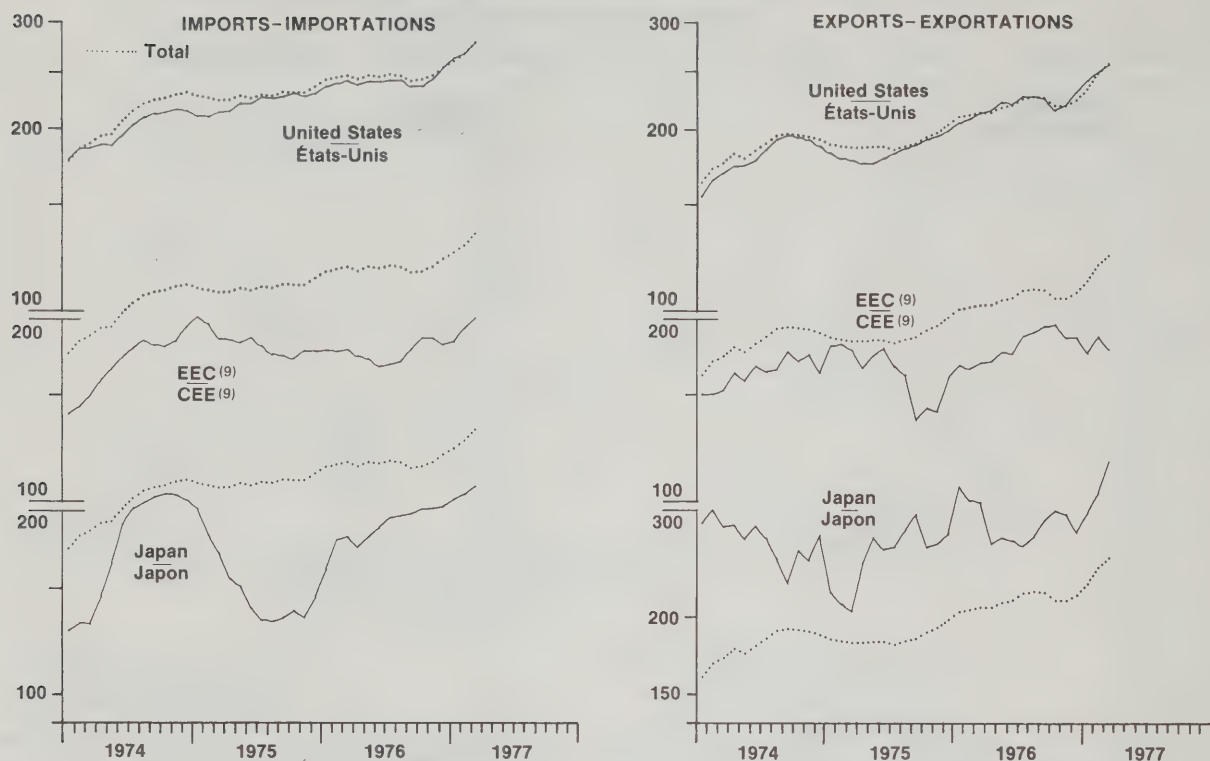 IMPORTS-IMPORTATIONS
300
Total
200
United States
États-Unis
100
200
EEC (9)
CEE (9)
100
200
Japan
Japon
100
1974 1975 1976 1977
EXPORTS-EXPORTATIONS
300
United States
États-Unis
200
100
200
EEC (9)
CEE (9)
100
300
Japan
Japon
200
150
1974 1975 1976 1977